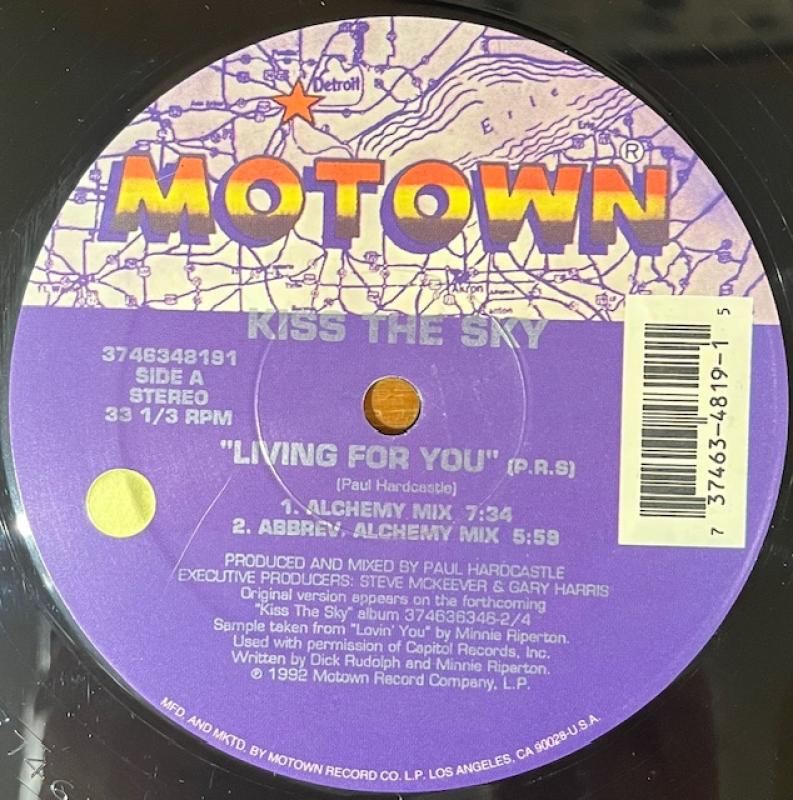 Detroit
Erie
Erie
MOTOWN ®
Akron
KISS THE SKY
3746348191
SIDE A
STEREO
33 1/3 RPM
"LIVING FOR YOU" (P.R.S)
(Paul Hardcastle)
1. ALCHEMY MIX 7:34
2. ABBREV. ALCHEMY MIX 5:59
PRODUCED AND MIXED BY PAUL HARDCASTLE
EXECUTIVE PRODUCERS: STEVE MCKEEVER & GARY HARRIS
Original version appears on the forthcoming
"Kiss The Sky" album 374636346-2/4
Sample taken from "Lovin' You" by Minnie Riperton.
Used with permission of Capitol Records, Inc.
Written by Dick Rudolph and Minnie Riperton.
℗ 1992 Motown Record Company, L.P.
MFD. AND MKTD. BY MOTOWN RECORD CO. L.P. LOS ANGELES, CA 90028-U.S.A.
7 37463-4819-1 5